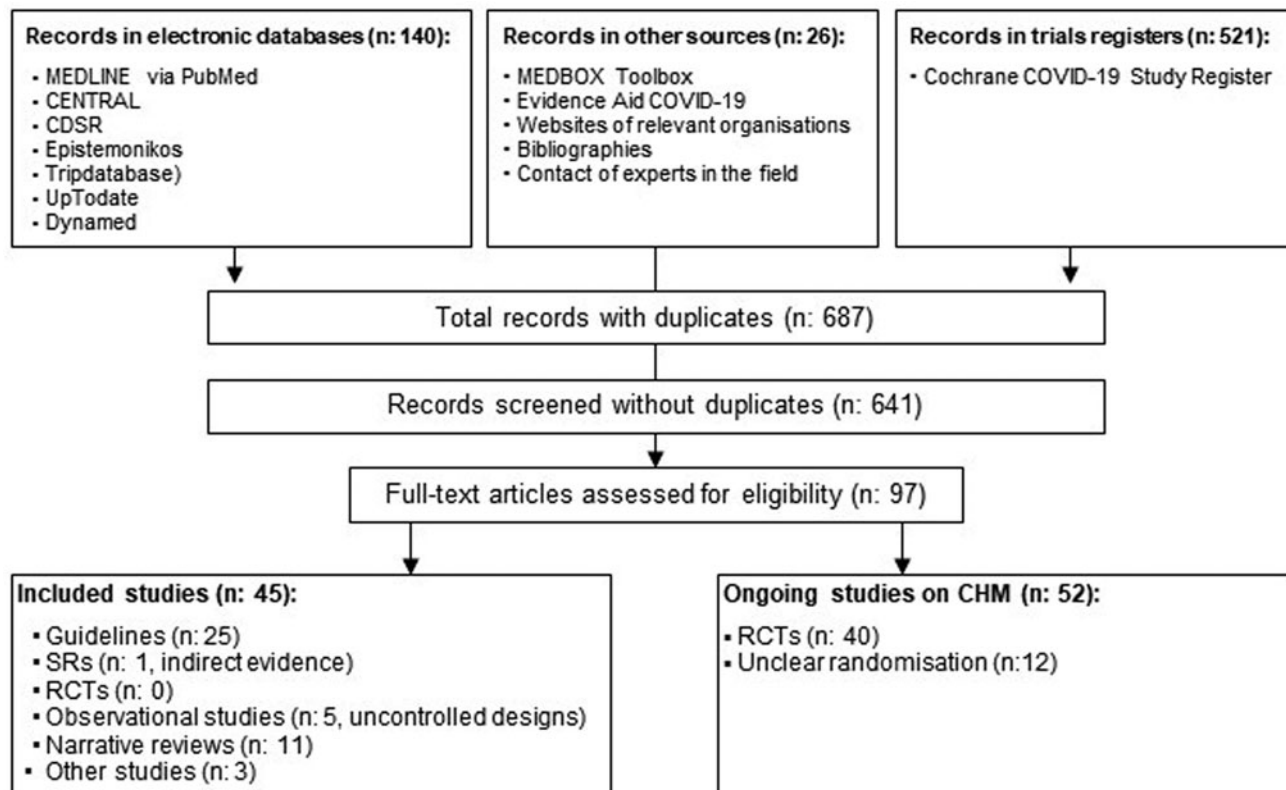 Records in electronic databases (n: 140):
- MEDLINE via PubMed
- CENTRAL
- CDSR
- Epistemonikos
- Tripdatabase)
- UpTodate
- Dynamed
Records in other sources (n: 26):
- MEDBOX Toolbox
- Evidence Aid COVID-19
- Websites of relevant organisations
- Bibliographies
- Contact of experts in the field
Records in trials registers (n: 521)
- Cochrane COVID-19 Study Register
Total records with duplicates (n: 687)
Records screened without duplicates (n: 641)
Full-text articles assessed for eligibility (n: 97)
Included studies (n: 45):
▪ Guidelines (n: 25)
▪ SRs (n: 1, indirect evidence)
▪ RCTs (n: 0)
▪ Observational studies (n: 5, uncontrolled designs)
▪ Narrative reviews (n: 11)
▪ Other studies (n: 3)
Ongoing studies on CHM (n: 52):
▪ RCTs (n: 40)
▪ Unclear randomisation (n:12)